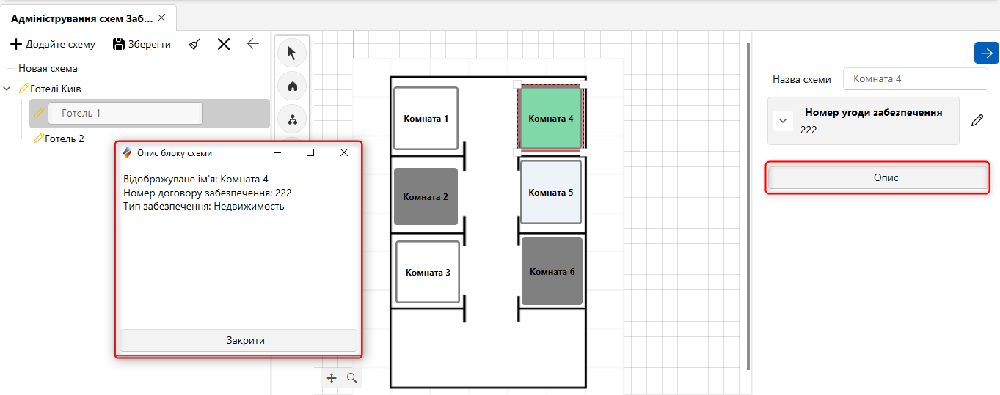 Адміністрування схем Заб...
Додайте схему
Зберегти
Новая схема
Готелі Київ
Готель 1
Готель 2
Опис блоку схеми
Відображуване ім'я: Комната 4
Номер договору забезпечення: 222
Тип забезпечення: Недвижимость
Закрити
Комната 1
Комната 4
Комната 2
Комната 5
Комната 3
Комната 6
Назва схеми
Комната 4
Номер угоди забезпечення
222
Опис